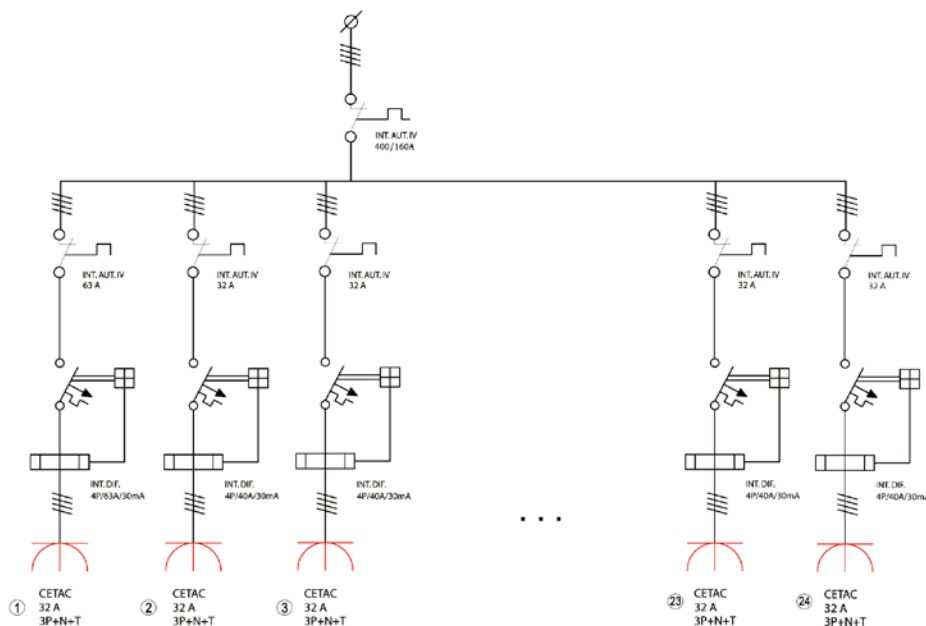 INT. AUT. IV
400/160A
INT. AUT. IV
63 A
INT. AUT. IV
32 A
INT. AUT. IV
32 A
INT. AUT. IV
32 A
INT. AUT. IV
32 A
INT. DIF.
4P/63A/30mA
INT. DIF.
4P/40A/30mA
INT. DIF.
4P/40A/30mA
INT. DIF.
4P/40A/30mA
INT. DIF.
4P/40A/30mA
. . .
1 CETAC
32 A
3P+N+T
2 CETAC
32 A
3P+N+T
3 CETAC
32 A
3P+N+T
23 CETAC
32 A
3P+N+T
24 CETAC
32 A
3P+N+T